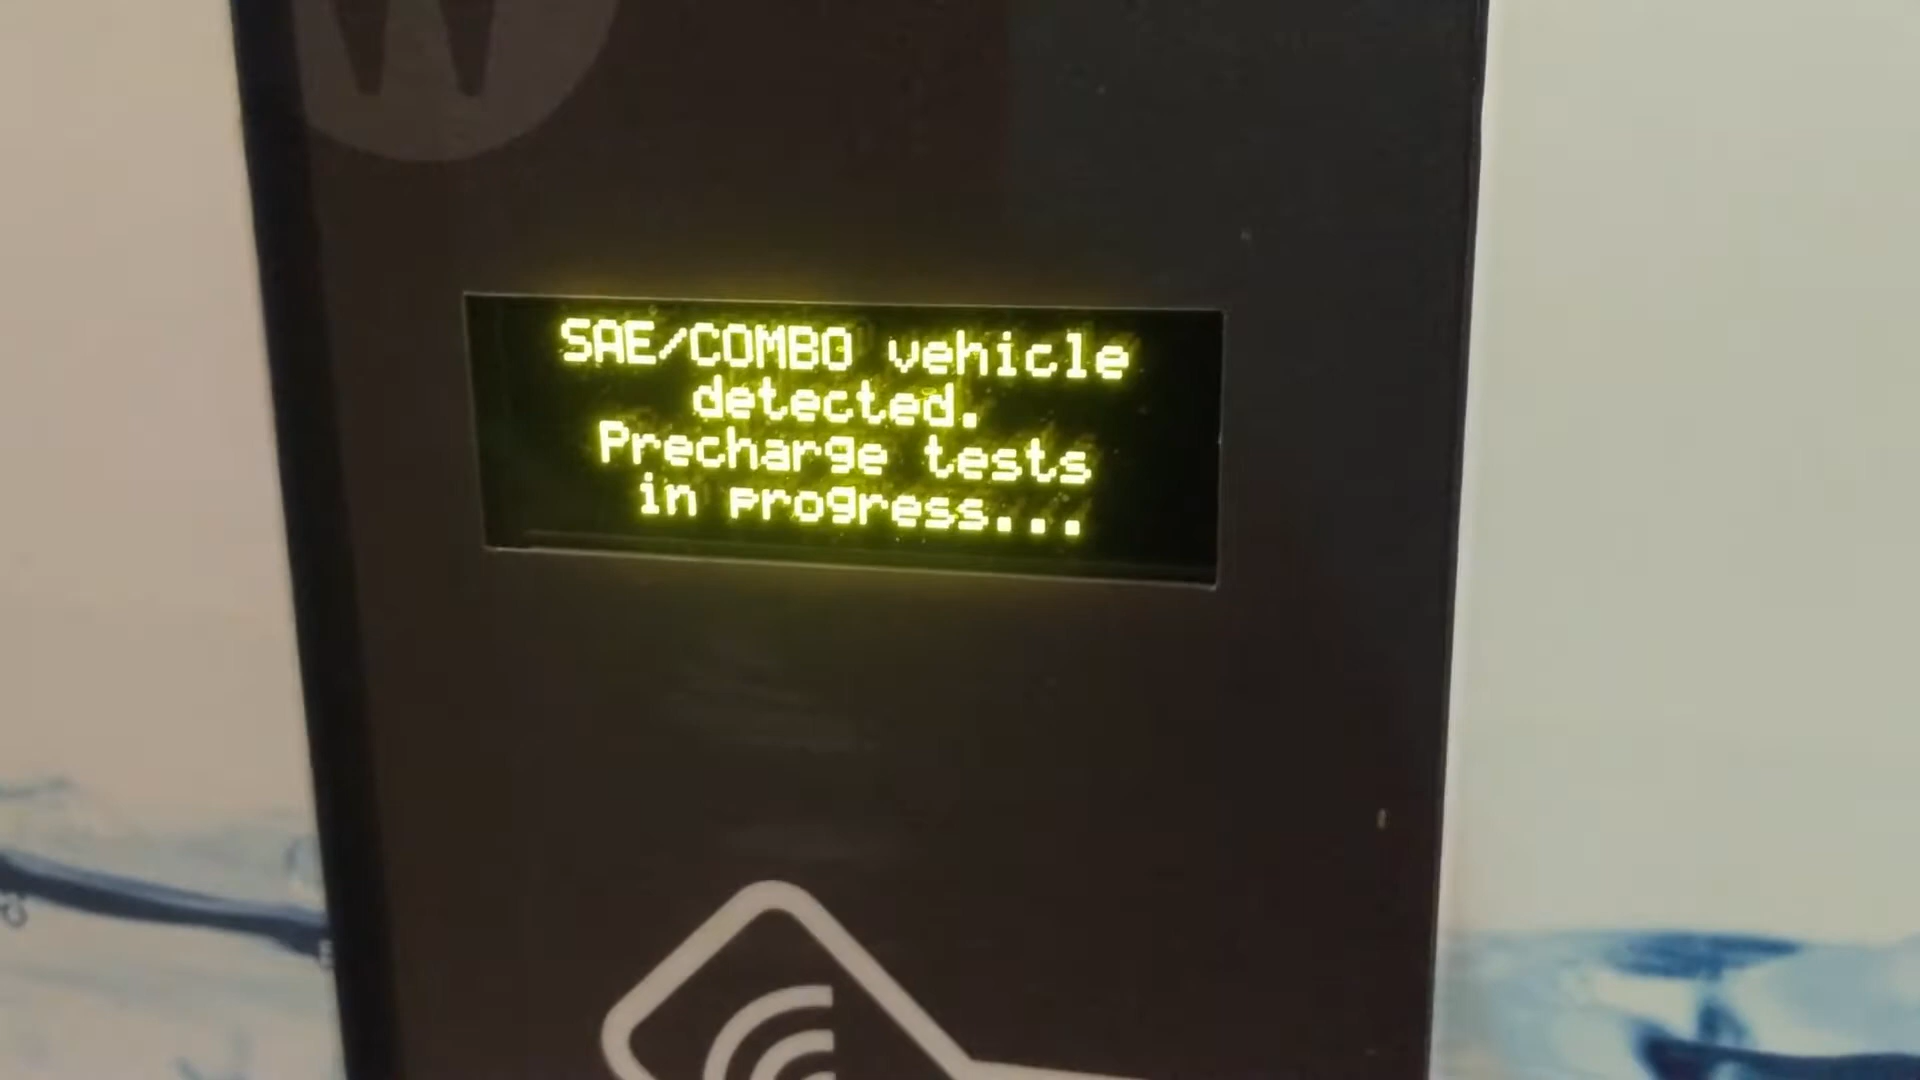 W
SAE/COMBO vehicle
detected.
Precharge tests
in progress...